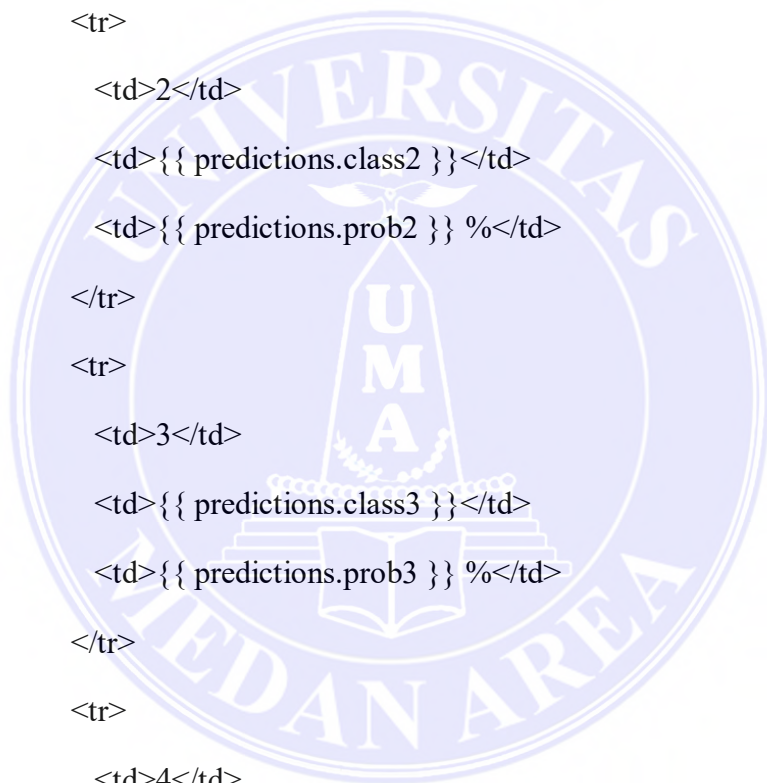 <tr>
<td>2</td>
<td>{{ predictions.class2 }}</td>
<td>{{ predictions.prob2 }} %</td>
</tr>
<tr>
<td>3</td>
<td>{{ predictions.class3 }}</td>
<td>{{ predictions.prob3 }} %</td>
</tr>
<tr>
<td>4</td>
UNIVERSITAS
UMA
MEDAN AREA